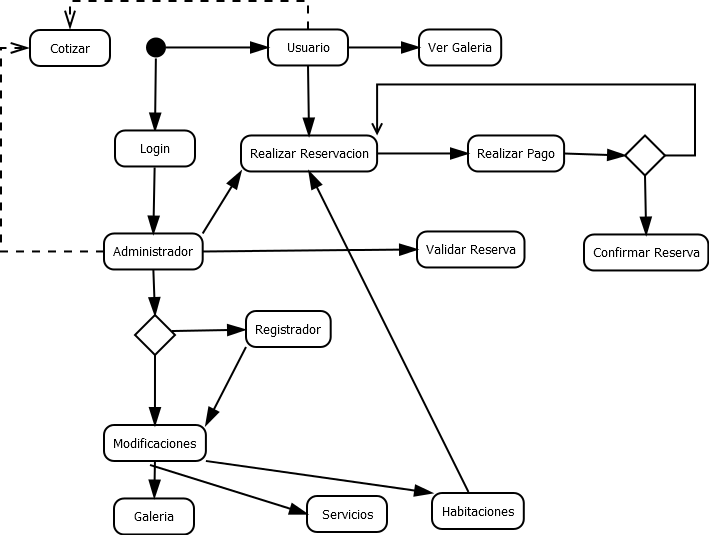 Cotizar
Usuario
Ver Galeria
Login
Realizar Reservacion
Realizar Pago
Administrador
Validar Reserva
Confirmar Reserva
Registrador
Modificaciones
Galeria
Servicios
Habitaciones